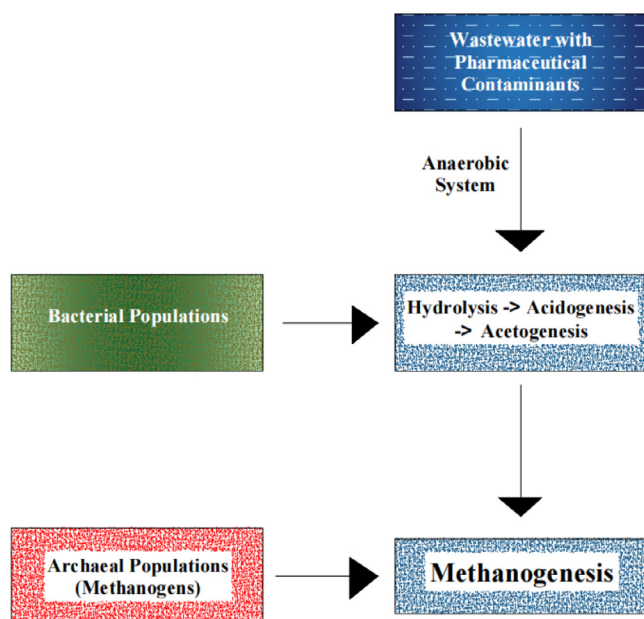 Wastewater with
Pharmaceutical
Contaminants
Anaerobic
System
Bacterial Populations
Hydrolysis -> Acidogenesis
-> Acetogenesis
Archaeal Populations
(Methanogens)
Methanogenesis